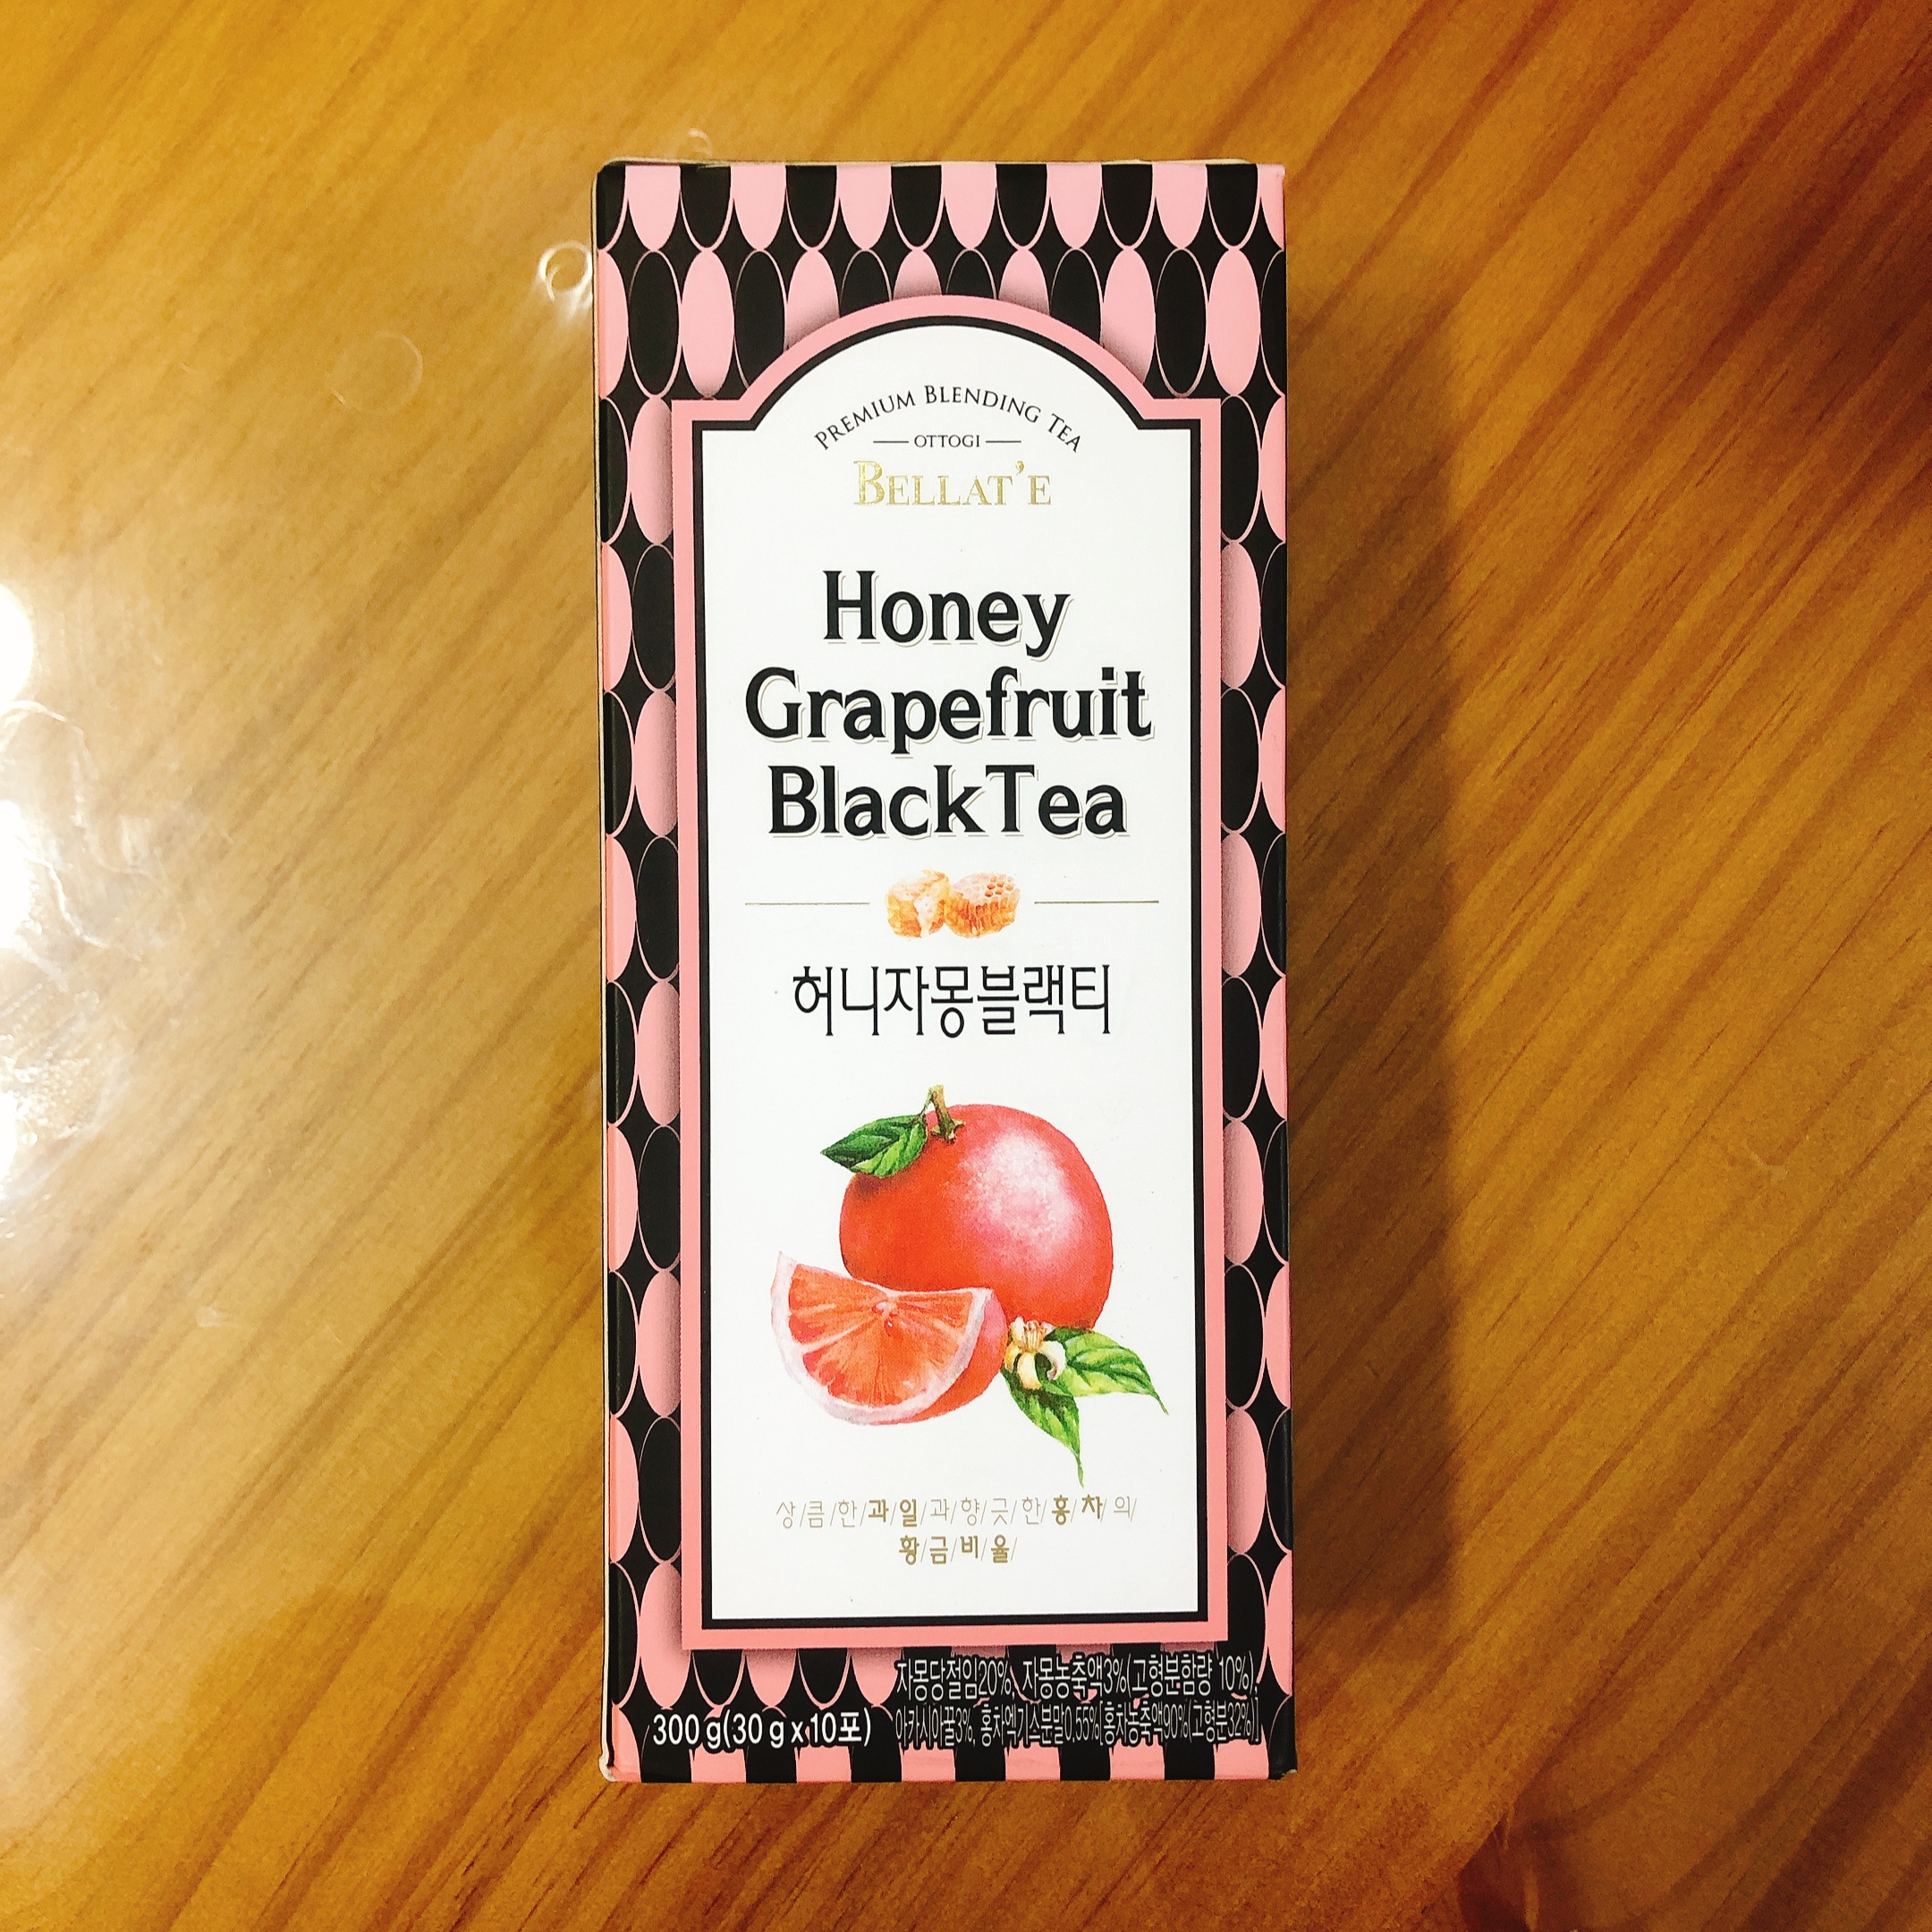 PREMIUM BLENDING TEA
OTTOGI
BELLAT'E
Honey
Grapefruit
BlackTea
허니자몽블랙티
상/큼/한/과/일/과/향/긋/한/홍/차/의/
황/금/비/율/
300 g(30 g x 10포)
자몽당절임20%, 자몽농축액3%(고형분함량 10%),
아카시아꿀3%, 홍차엑기스분말0.55%[홍차농축액90%(고형분32%)]